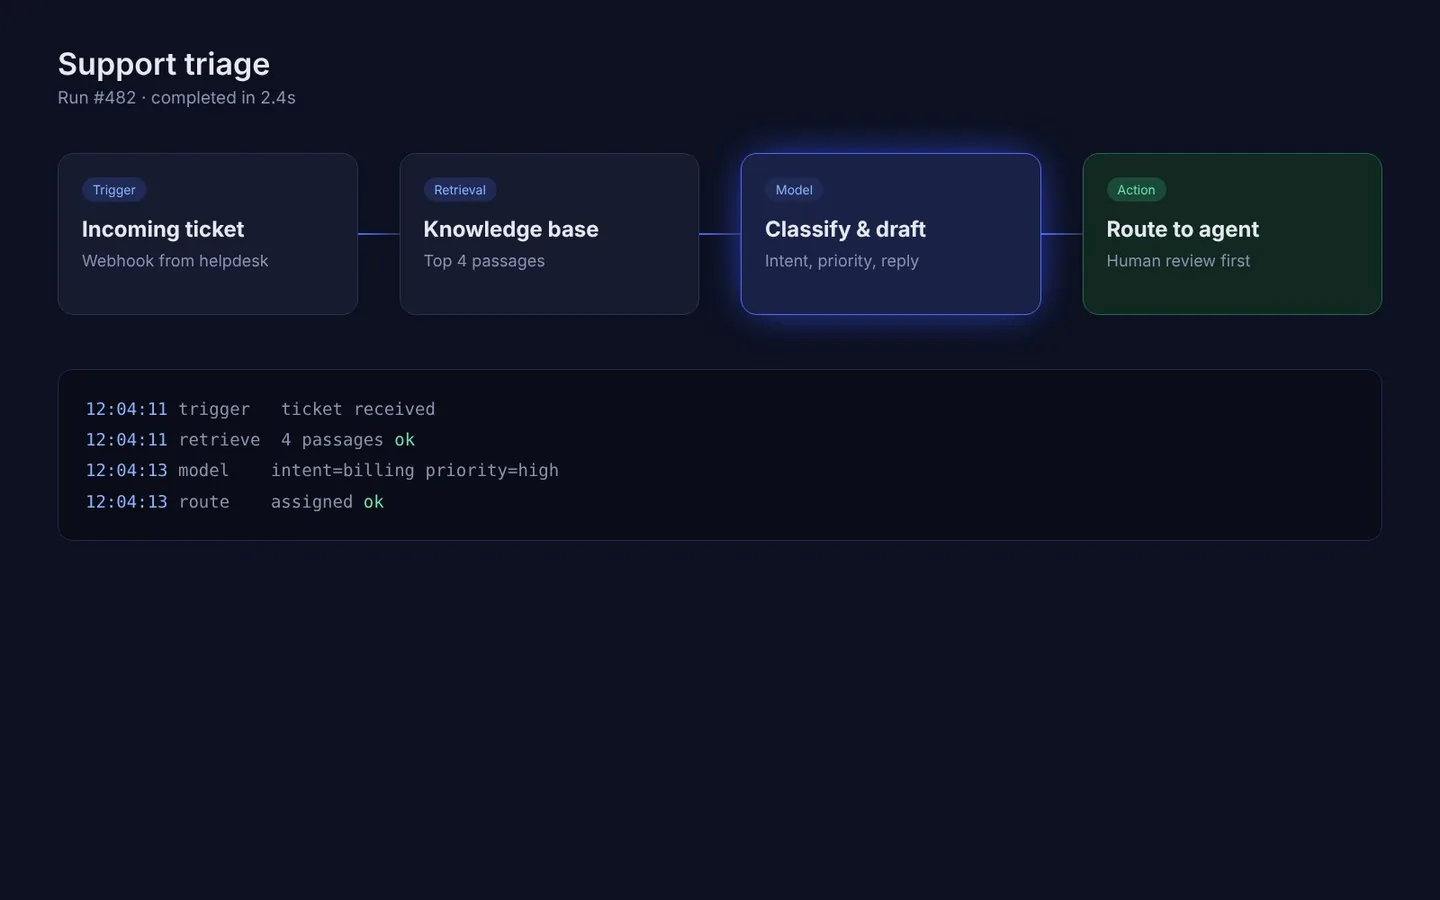 Support triage
Run #482 · completed in 2.4s
Trigger
Incoming ticket
Webhook from helpdesk
Retrieval
Knowledge base
Top 4 passages
Model
Classify & draft
Intent, priority, reply
Action
Route to agent
Human review first
12:04:11 trigger   ticket received
12:04:11 retrieve  4 passages ok
12:04:13 model    intent=billing priority=high
12:04:13 route    assigned ok